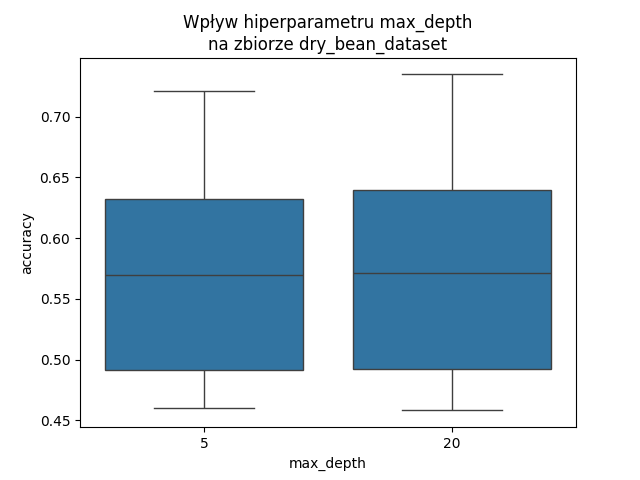 Wpływ hiperparametru max_depth
na zbiorze dry_bean_dataset
accuracy
0.70
0.65
0.60
0.55
0.50
0.45
5
20
max_depth